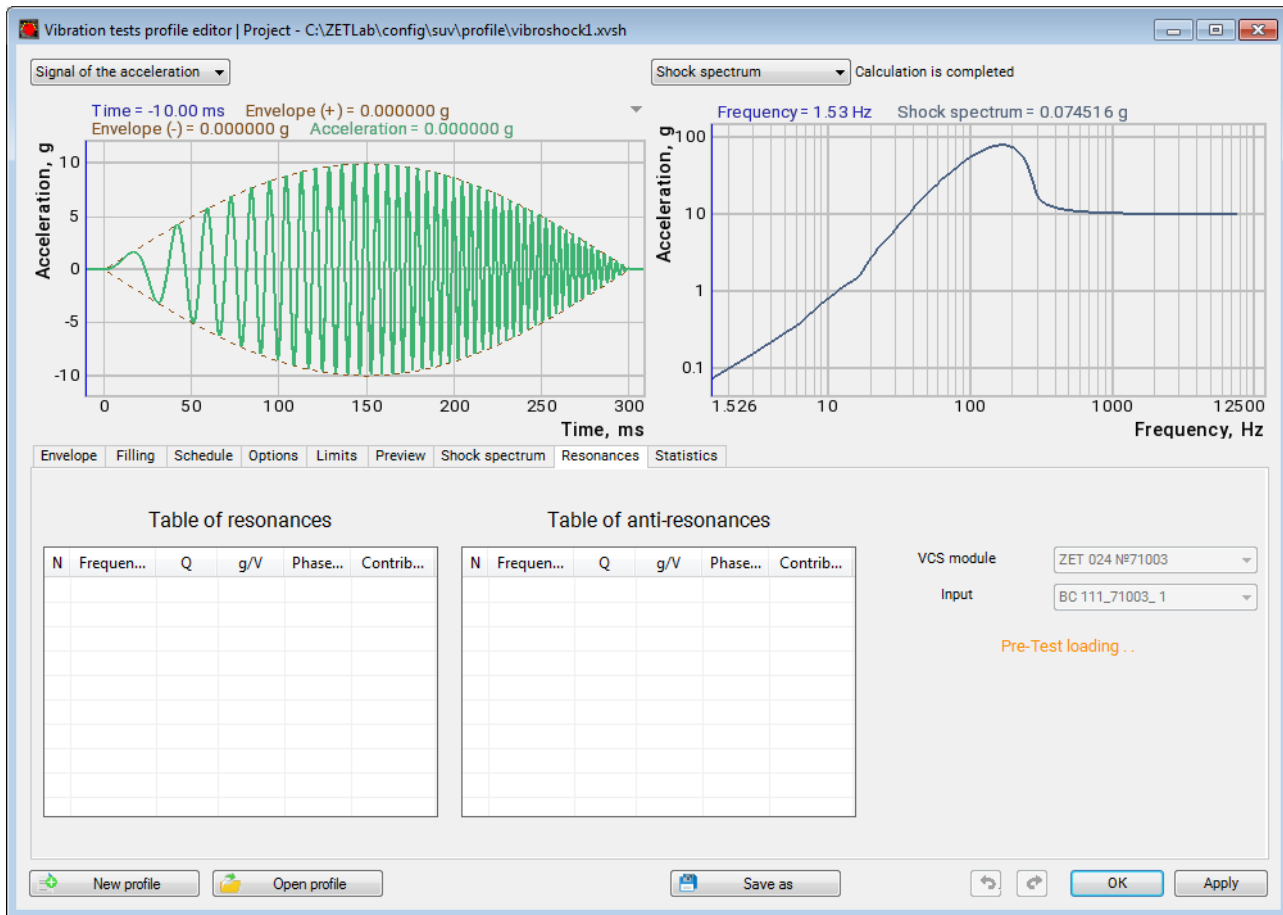 Vibration tests profile editor | Project - C:\ZETLab\config\suv\profile\vibroshock1.xvsh
Signal of the acceleration
Shock spectrum
Calculation is completed
Time = -10.00 ms Envelope (+) = 0.000000 g
Envelope (-) = 0.000000 g Acceleration = 0.000000 g
Acceleration, g
10
5
0
-5
-10
0 50 100 150 200 250 300
Time, ms
Frequency = 1.53 Hz Shock spectrum = 0.074516 g
Acceleration, g
100
10
1
0.1
1.526 10 100 1000 12500
Frequency, Hz
Envelope Filling Schedule Options Limits Preview Shock spectrum Resonances Statistics
Table of resonances
N Frequen... Q g/V Phase... Contrib...
Table of anti-resonances
N Frequen... Q g/V Phase... Contrib...
VCS module ZET 024 №71003
Input BC 111_71003_ 1
Pre-Test loading . .
New profile Open profile Save as OK Apply